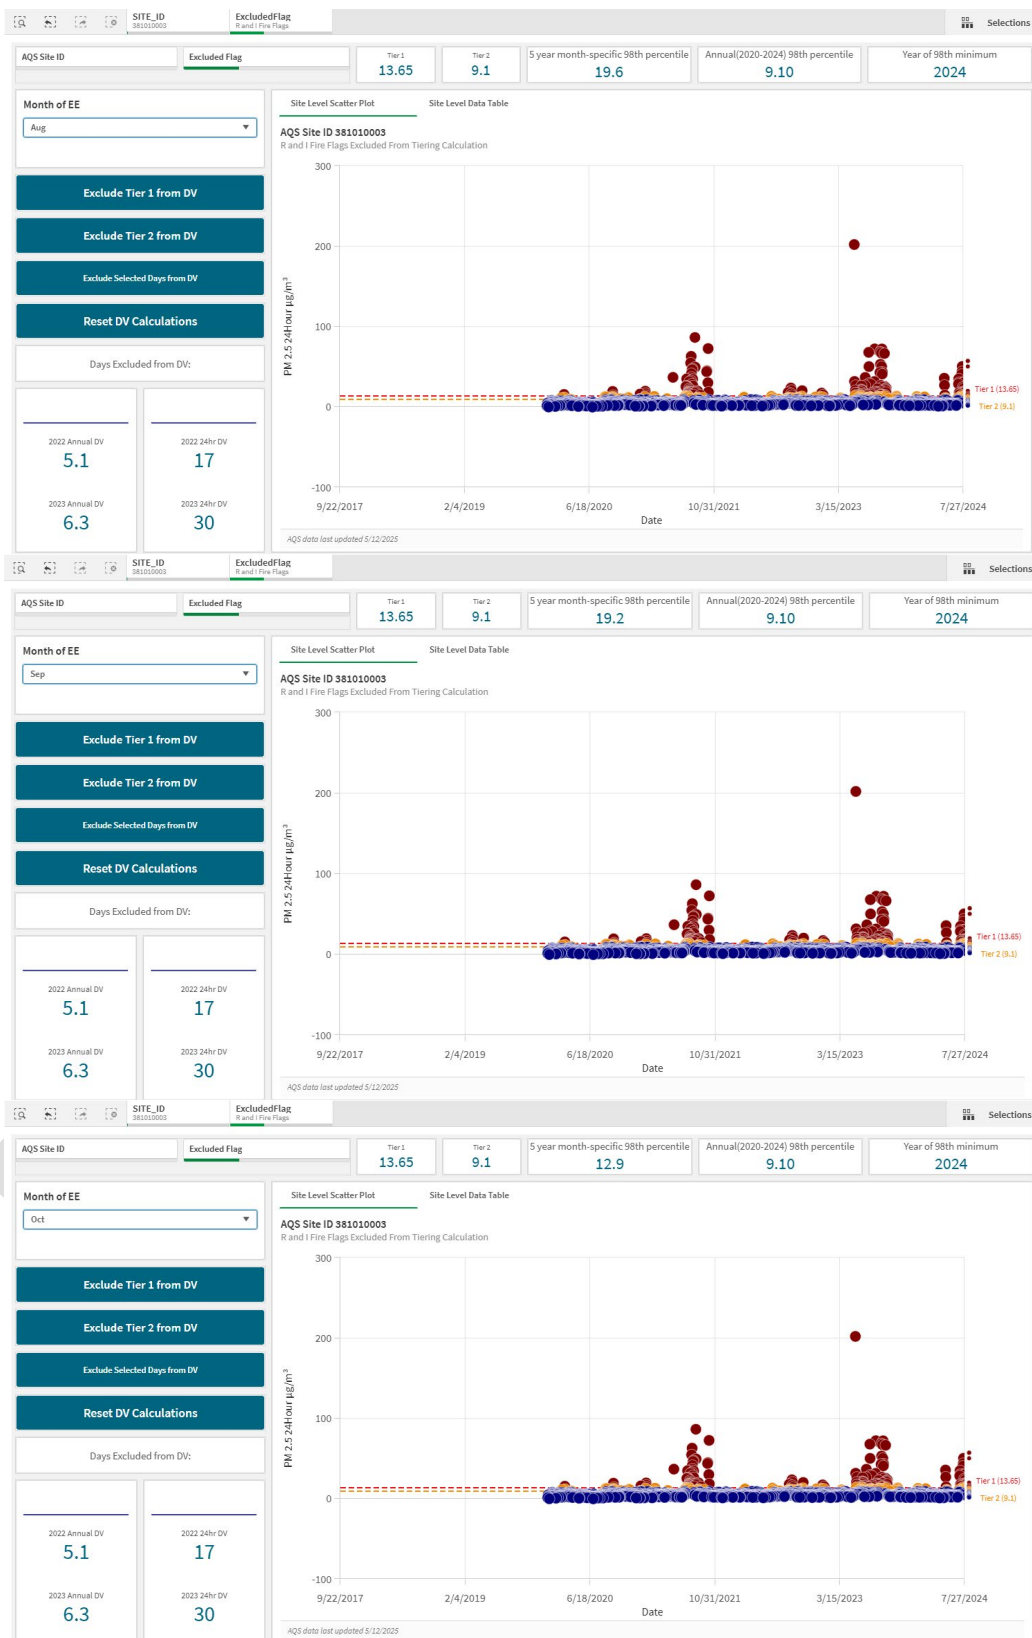 SITE_ID
381010003
ExcludedFlag
R and I Fire Flags
Selections
AQS Site ID
Excluded Flag
Tier 1
13.65
Tier 2
9.1
5 year month-specific 98th percentile
19.6
Annual(2020-2024) 98th percentile
9.10
Year of 98th minimum
2024
Month of EE
Aug
Exclude Tier 1 from DV
Exclude Tier 2 from DV
Exclude Selected Days from DV
Reset DV Calculations
Days Excluded from DV:
2022 Annual DV
5.1
2022 24hr DV
17
2023 Annual DV
6.3
2023 24hr DV
30
Site Level Scatter Plot
Site Level Data Table
AQS Site ID 381010003
R and I Fire Flags Excluded From Tiering Calculation
PM 2.5 24Hour µg/m³
300
200
100
0
-100
Tier 1 (13.65)
Tier 2 (9.1)
9/22/2017
2/4/2019
6/18/2020
10/31/2021
3/15/2023
7/27/2024
Date
AQS data last updated 5/12/2025
SITE_ID
381010003
ExcludedFlag
R and I Fire Flags
Selections
AQS Site ID
Excluded Flag
Tier 1
13.65
Tier 2
9.1
5 year month-specific 98th percentile
19.2
Annual(2020-2024) 98th percentile
9.10
Year of 98th minimum
2024
Month of EE
Sep
Exclude Tier 1 from DV
Exclude Tier 2 from DV
Exclude Selected Days from DV
Reset DV Calculations
Days Excluded from DV:
2022 Annual DV
5.1
2022 24hr DV
17
2023 Annual DV
6.3
2023 24hr DV
30
Site Level Scatter Plot
Site Level Data Table
AQS Site ID 381010003
R and I Fire Flags Excluded From Tiering Calculation
PM 2.5 24Hour µg/m³
300
200
100
0
-100
Tier 1 (13.65)
Tier 2 (9.1)
9/22/2017
2/4/2019
6/18/2020
10/31/2021
3/15/2023
7/27/2024
Date
AQS data last updated 5/12/2025
SITE_ID
381010003
ExcludedFlag
R and I Fire Flags
Selections
AQS Site ID
Excluded Flag
Tier 1
13.65
Tier 2
9.1
5 year month-specific 98th percentile
12.9
Annual(2020-2024) 98th percentile
9.10
Year of 98th minimum
2024
Month of EE
Oct
Exclude Tier 1 from DV
Exclude Tier 2 from DV
Exclude Selected Days from DV
Reset DV Calculations
Days Excluded from DV:
2022 Annual DV
5.1
2022 24hr DV
17
2023 Annual DV
6.3
2023 24hr DV
30
Site Level Scatter Plot
Site Level Data Table
AQS Site ID 381010003
R and I Fire Flags Excluded From Tiering Calculation
PM 2.5 24Hour µg/m³
300
200
100
0
-100
Tier 1 (13.65)
Tier 2 (9.1)
9/22/2017
2/4/2019
6/18/2020
10/31/2021
3/15/2023
7/27/2024
Date
AQS data last updated 5/12/2025